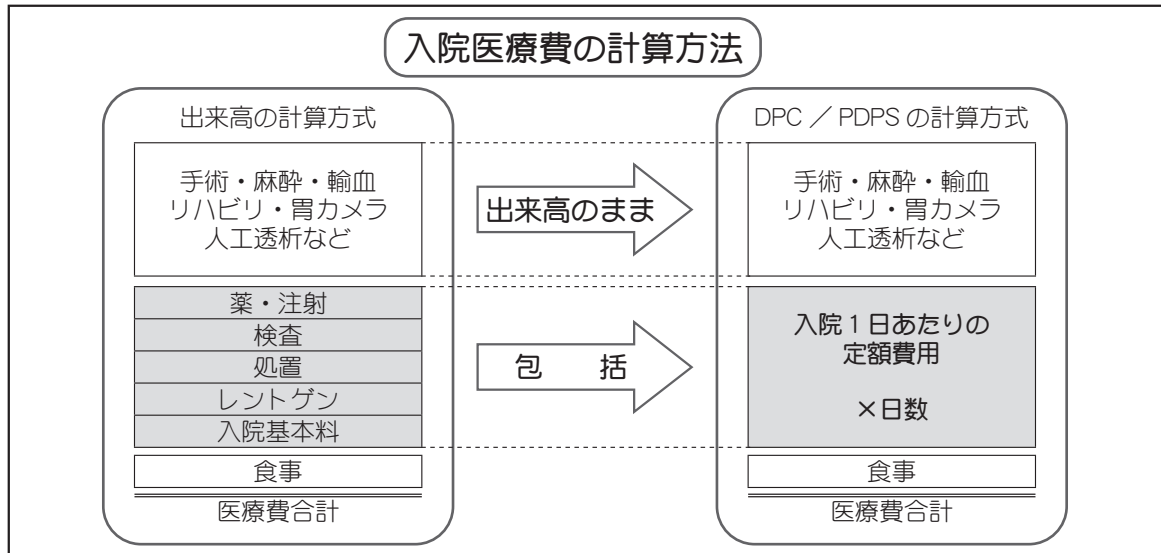 入院医療費の計算方法
出来高の計算方式
手術・麻酔・輸血
リハビリ・胃カメラ
人工透析など
薬・注射
検査
処置
レントゲン
入院基本料
食事
医療費合計
出来高のまま
包　括
DPC ／ PDPS の計算方式
手術・麻酔・輸血
リハビリ・胃カメラ
人工透析など
入院１日あたりの
定額費用
×日数
食事
医療費合計